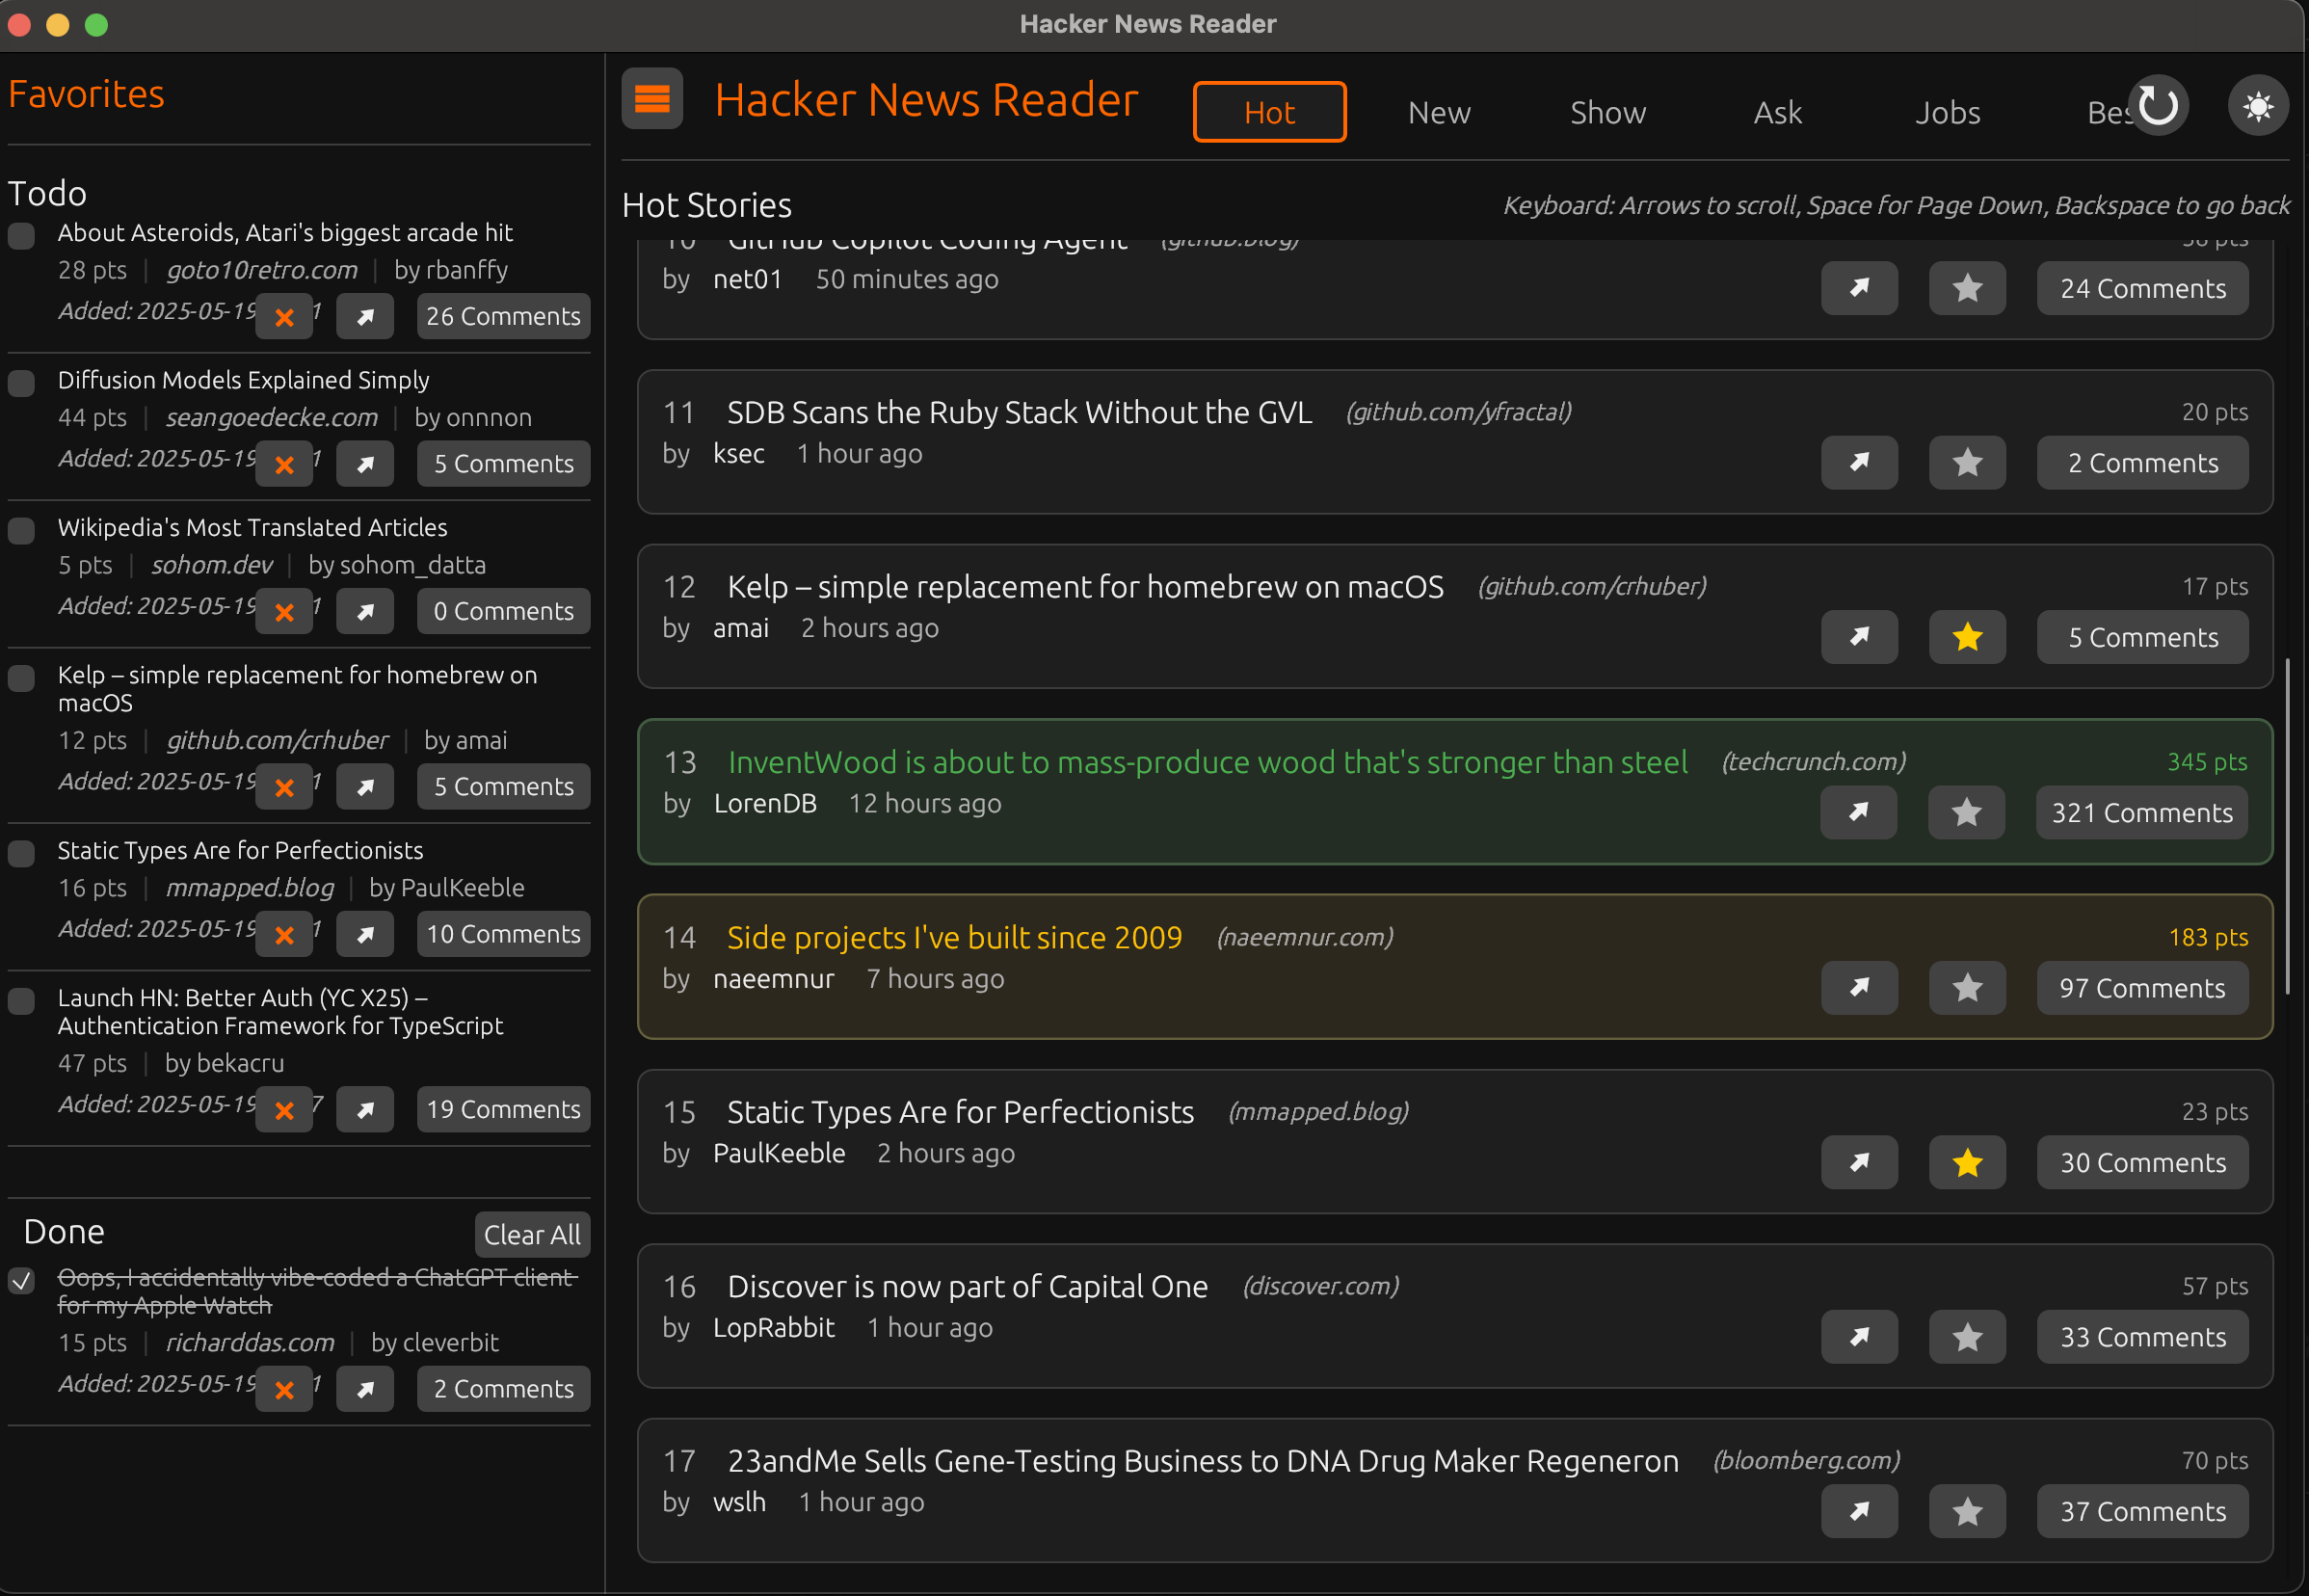 Hacker News Reader
Favorites
Todo
About Asteroids, Atari's biggest arcade hit
28 pts | goto10retro.com | by rbanffy
Added: 2025-05-19 1
26 Comments
Diffusion Models Explained Simply
44 pts | seangoedecke.com | by onnnon
Added: 2025-05-19 1
5 Comments
Wikipedia's Most Translated Articles
5 pts | sohom.dev | by sohom_datta
Added: 2025-05-19 1
0 Comments
Kelp – simple replacement for homebrew on
macOS
12 pts | github.com/crhuber | by amai
Added: 2025-05-19 1
5 Comments
Static Types Are for Perfectionists
16 pts | mmapped.blog | by PaulKeeble
Added: 2025-05-19 1
10 Comments
Launch HN: Better Auth (YC X25) –
Authentication Framework for TypeScript
47 pts | by bekacru
Added: 2025-05-19 7
19 Comments
Done
Clear All
Oops, I accidentally vibe-coded a ChatGPT client
for my Apple Watch
15 pts | richarddas.com | by cleverbit
Added: 2025-05-19 1
2 Comments
Hacker News Reader
Hot New Show Ask Jobs Bes
Hot Stories
Keyboard: Arrows to scroll, Space for Page Down, Backspace to go back
10 GitHub Copilot Coding Agent (github.blog)
by net01 50 minutes ago
24 Comments
11 SDB Scans the Ruby Stack Without the GVL (github.com/yfractal) 20 pts
by ksec 1 hour ago
2 Comments
12 Kelp – simple replacement for homebrew on macOS (github.com/crhuber) 17 pts
by amai 2 hours ago
5 Comments
13 InventWood is about to mass-produce wood that's stronger than steel (techcrunch.com) 345 pts
by LorenDB 12 hours ago
321 Comments
14 Side projects I've built since 2009 (naeemnur.com) 183 pts
by naeemnur 7 hours ago
97 Comments
15 Static Types Are for Perfectionists (mmapped.blog) 23 pts
by PaulKeeble 2 hours ago
30 Comments
16 Discover is now part of Capital One (discover.com) 57 pts
by LopRabbit 1 hour ago
33 Comments
17 23andMe Sells Gene-Testing Business to DNA Drug Maker Regeneron (bloomberg.com) 70 pts
by wslh 1 hour ago
37 Comments